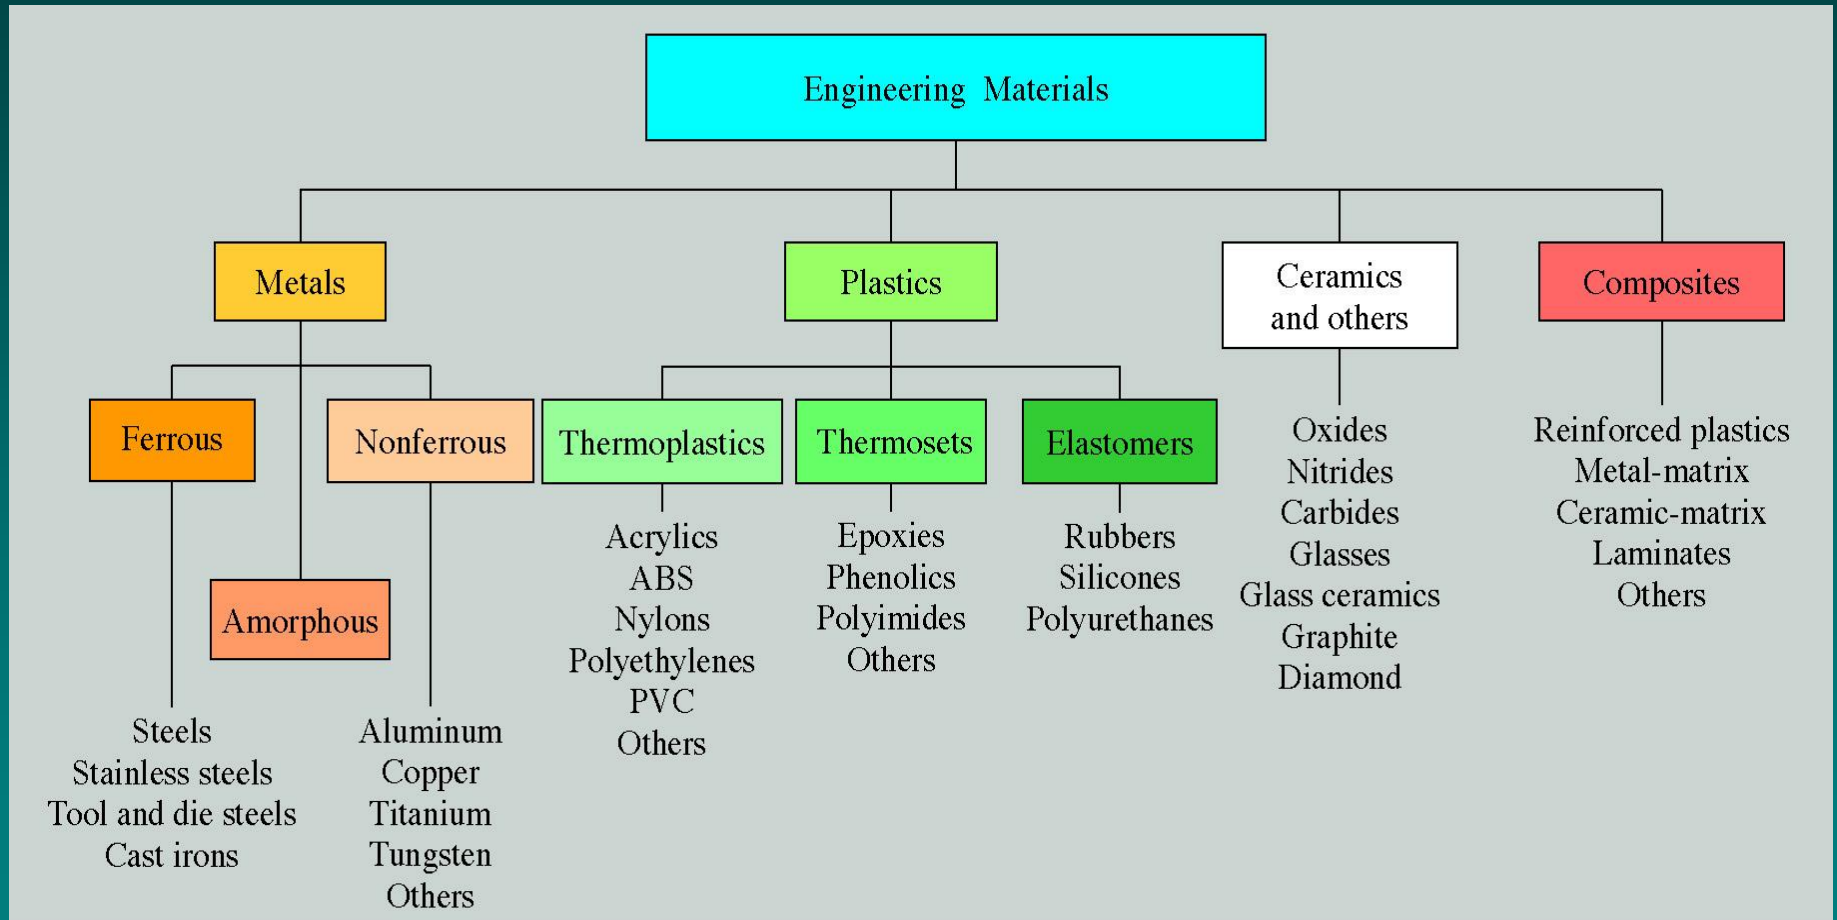 Engineering Materials
Metals
Plastics
Ceramics
and others
Composites
Ferrous
Nonferrous
Amorphous
Thermoplastics
Thermosets
Elastomers
Steels
Stainless steels
Tool and die steels
Cast irons
Aluminum
Copper
Titanium
Tungsten
Others
Acrylics
ABS
Nylons
Polyethylenes
PVC
Others
Epoxies
Phenolics
Polyimides
Others
Rubbers
Silicones
Polyurethanes
Oxides
Nitrides
Carbides
Glasses
Glass ceramics
Graphite
Diamond
Reinforced plastics
Metal-matrix
Ceramic-matrix
Laminates
Others